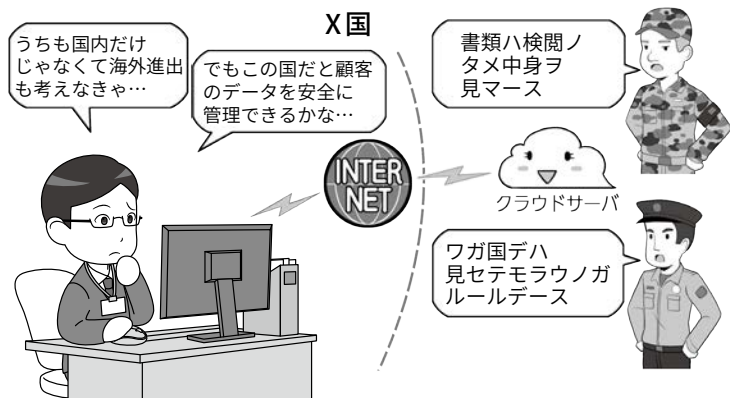 X国
うちも国内だけ
じゃなくて海外進出
も考えなきゃ…
でもこの国だと顧客
のデータを安全に
管理できるかな…
INTER
NET
書類ハ検閲ノ
タメ中身ヲ
見マース
クラウドサーバ
ワガ国デハ
見セテモラウノガ
ルールデース